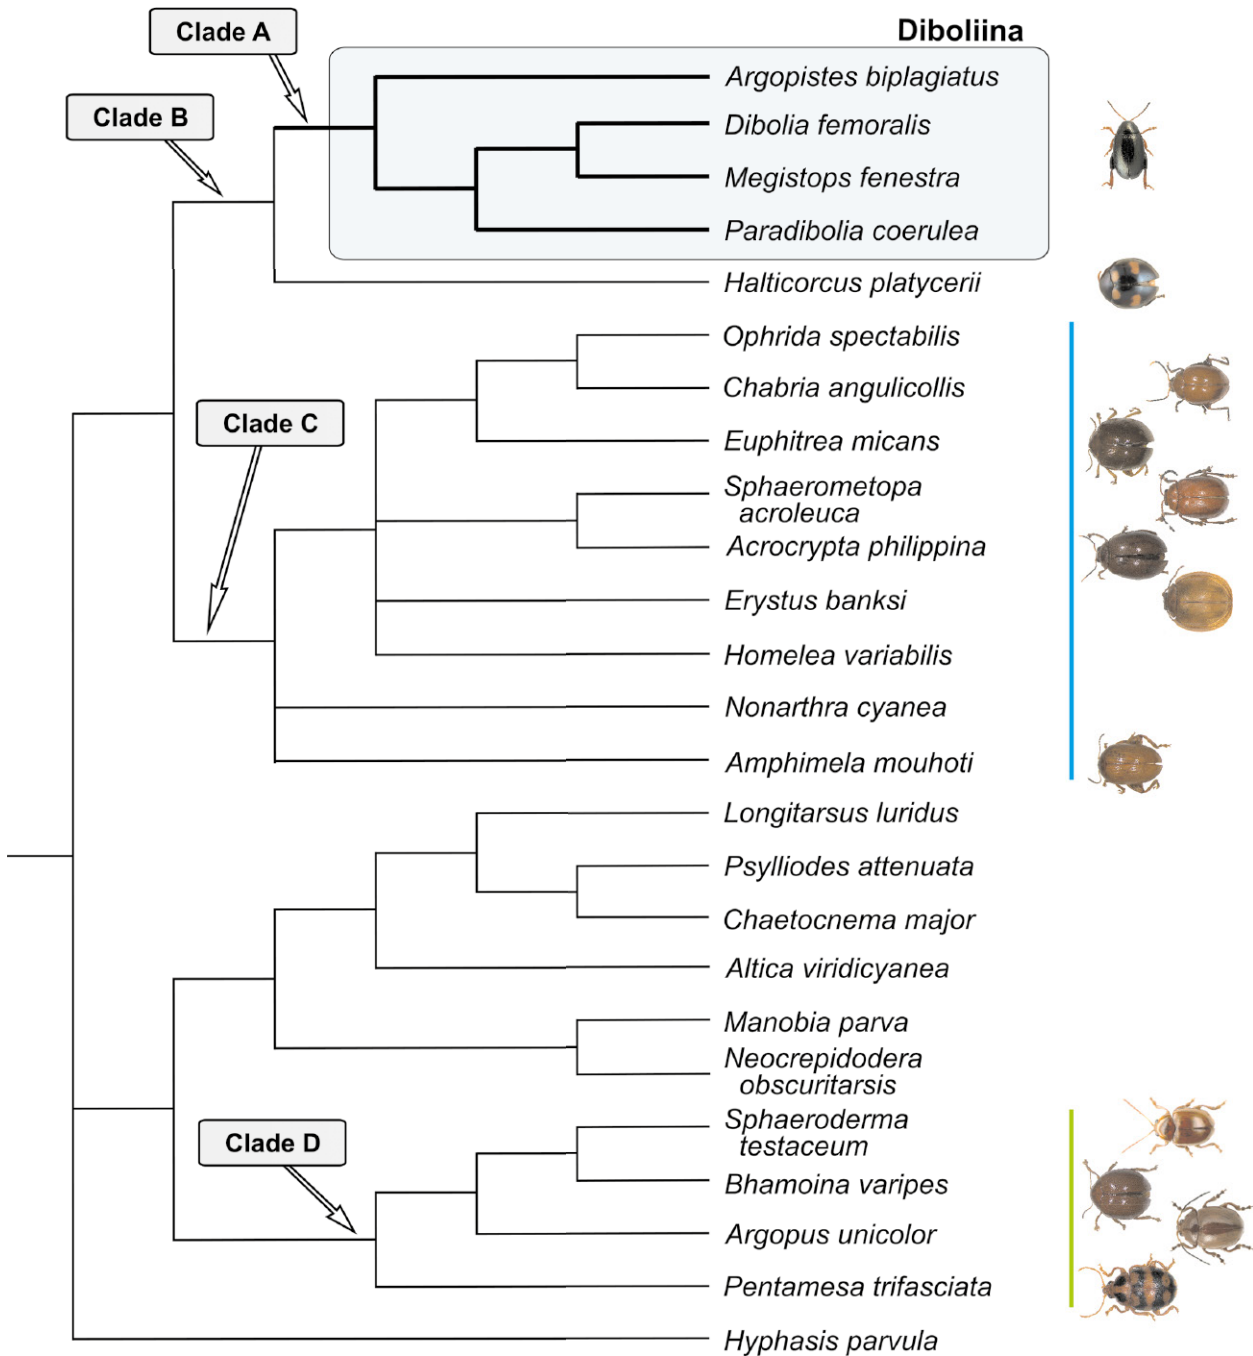 Clade A
Diboliina
Argopistes biplagiatus
Clade B
Dibolia femoralis
Megistops fenestra
Paradibolia coerulea
Halticorcus platycerii
Ophrida spectabilis
Chabria angulicollis
Clade C
Euphitrea micans
Sphaerometopa
acroleuca
Acrocrypta philippina
Erystus banksi
Homelea variabilis
Nonarthra cyanea
Amphimela mouhoti
Longitarsus luridus
Psylliodes attenuata
Chaetocnema major
Altica viridicyanea
Manobia parva
Neocrepidodera
obscuritarsis
Sphaeroderma
testaceum
Clade D
Bhamoina varipes
Argopus unicolor
Pentamesa trifasciata
Hyphasis parvula